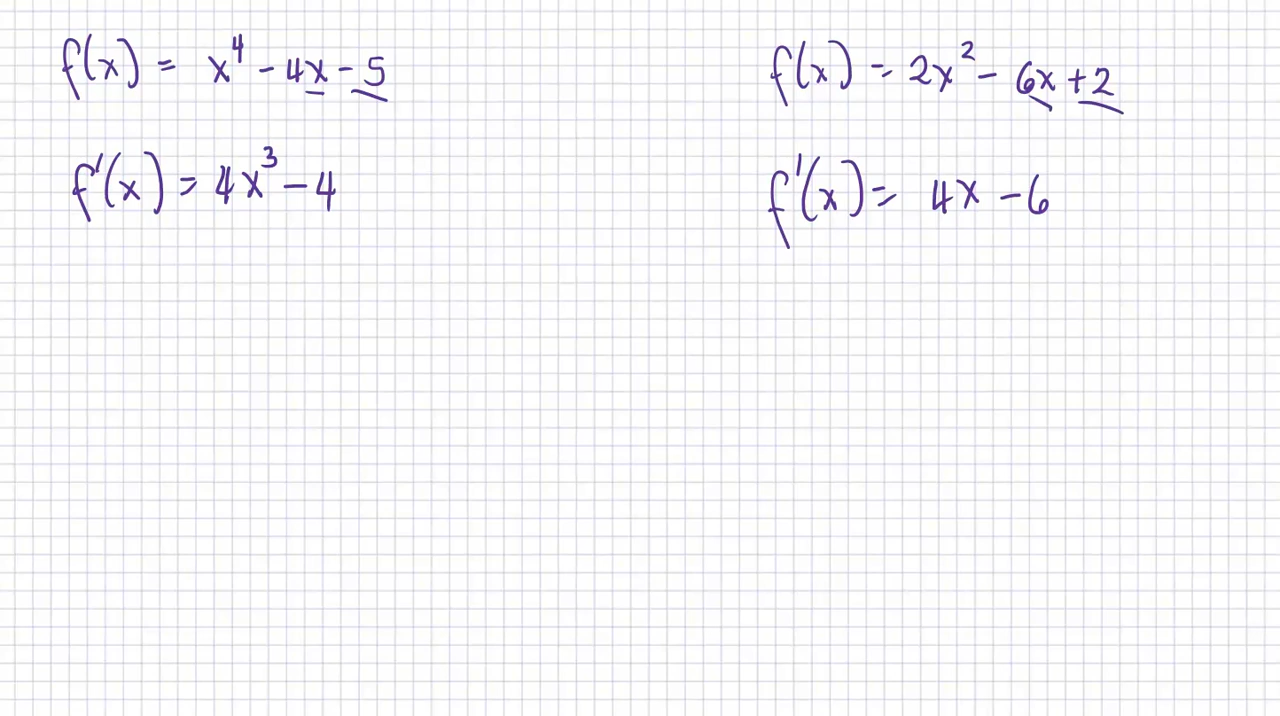 f(x) = x⁴ - 4x - 5
f'(x) = 4x³ - 4
f(x) = 2x² - 6x + 2
f'(x) = 4x - 6